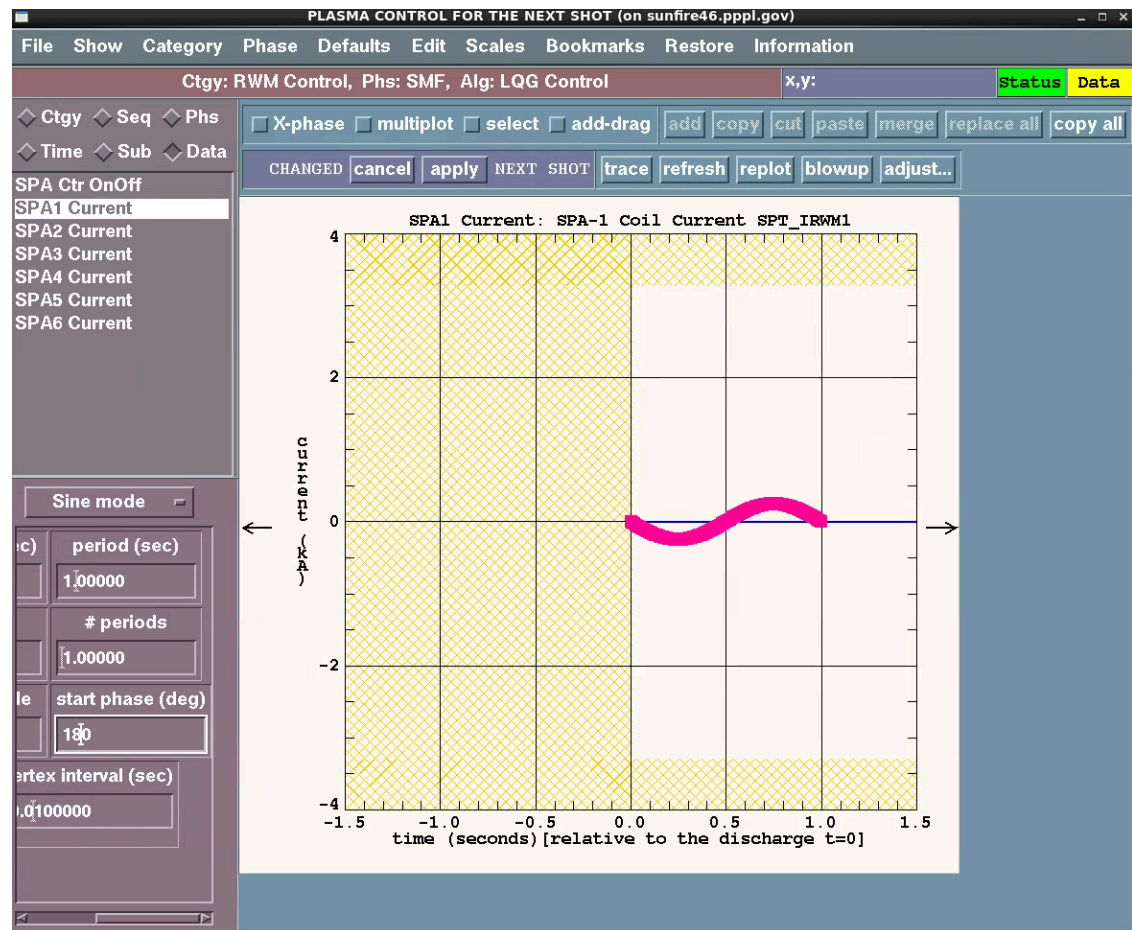 PLASMA CONTROL FOR THE NEXT SHOT (on sunfire46.pppl.gov)
File Show Category Phase Defaults Edit Scales Bookmarks Restore Information
Ctgy: RWM Control, Phs: SMF, Alg: LQG Control x,y: Status Data
Ctgy Seq Phs
Time Sub Data
X-phase multiplot select add-drag add copy cut paste merge replace all copy all
CHANGED cancel apply NEXT SHOT trace refresh replot blowup adjust...
SPA Ctr OnOff
SPA1 Current
SPA2 Current
SPA3 Current
SPA4 Current
SPA5 Current
SPA6 Current
Sine mode
ec) period (sec)
1.00000
# periods
1.00000
le start phase (deg)
180
ertex interval (sec)
0.0100000
SPA1 Current: SPA-1 Coil Current SPT_IRWM1
4
2
0
-2
-4
current (kA)
-1.5 -1.0 -0.5 0.0 0.5 1.0 1.5
time (seconds)[relative to the discharge t=0]